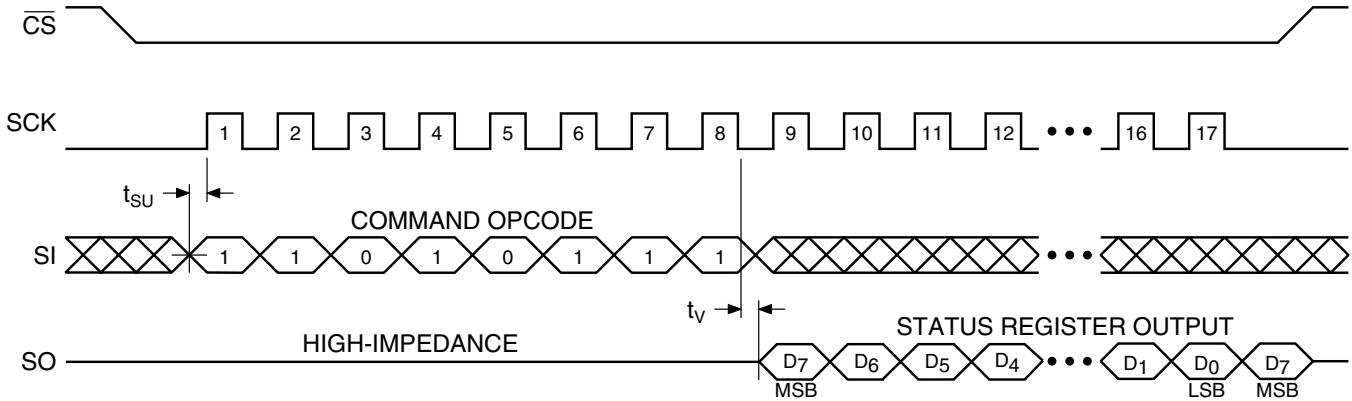 CS
SCK 1 2 3 4 5 6 7 8 9 10 11 12 ••• 16 17
tSU
COMMAND OPCODE
SI 1 1 0 1 0 1 1 1 •••
tV
STATUS REGISTER OUTPUT
HIGH-IMPEDANCE
SO D7 D6 D5 D4 ••• D1 D0 D7
MSB LSB MSB